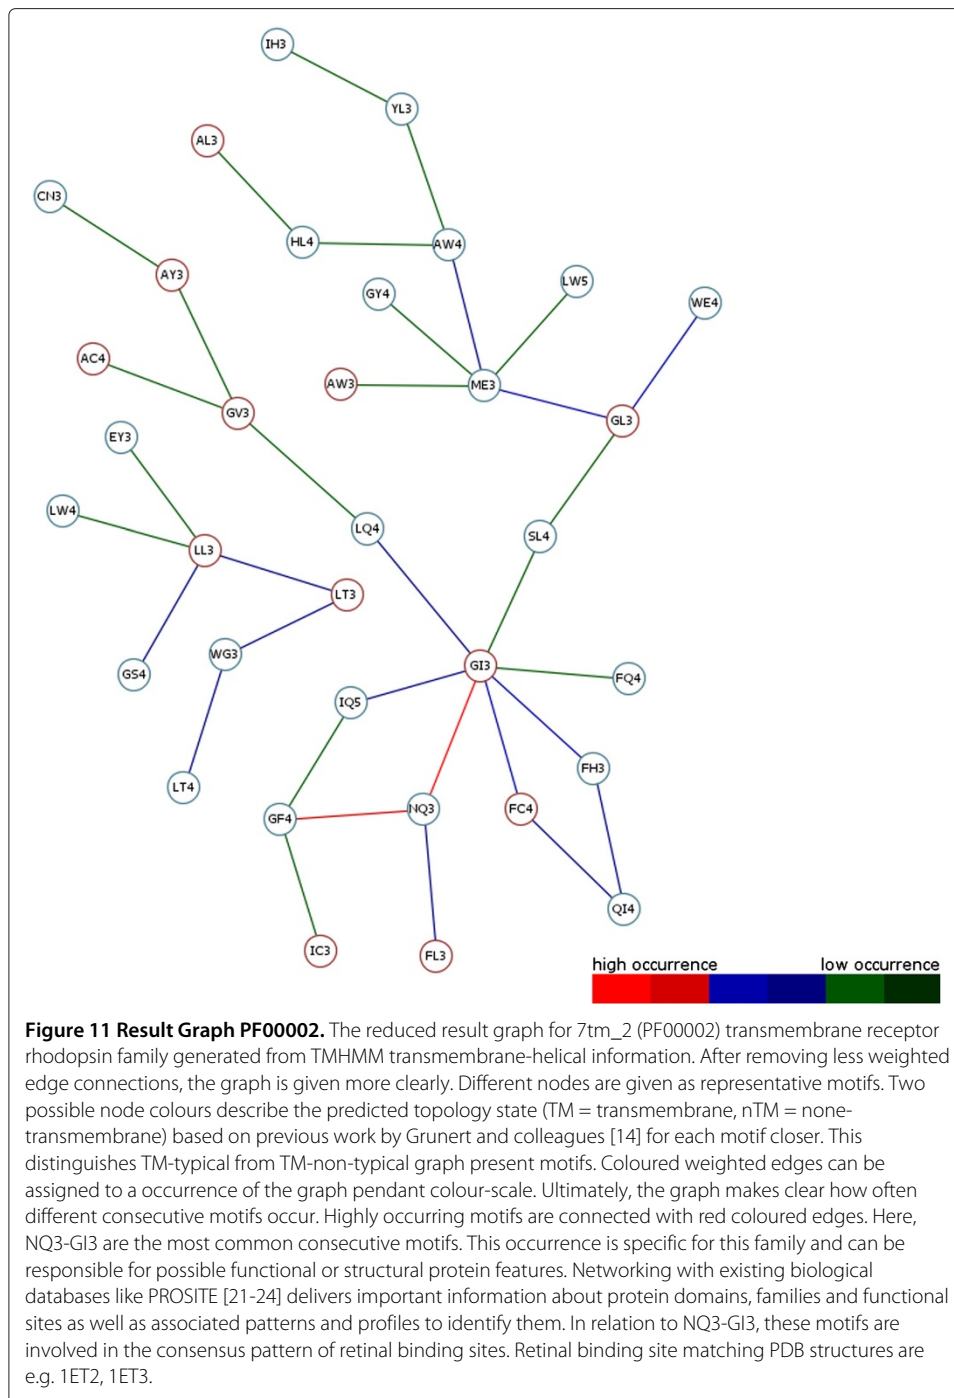 IH3
YL3
AL3
CN3
HL4
AW4
AY3
LW5
GY4
WE4
AC4
AW3
ME3
GV3
GL3
EY3
LW4
LQ4
SL4
LL3
LT3
WG3
GI3
GS4
FQ4
IQ5
FH3
LT4
GF4
NQ3
FC4
QI4
IC3
FL3
high occurrence low occurrence
Figure 11 Result Graph PF00002. The reduced result graph for 7tm_2 (PF00002) transmembrane receptor
rhodopsin family generated from TMHMM transmembrane-helical information. After removing less weighted
edge connections, the graph is given more clearly. Different nodes are given as representative motifs. Two
possible node colours describe the predicted topology state (TM = transmembrane, nTM = none-
transmembrane) based on previous work by Grunert and colleagues [14] for each motif closer. This
distinguishes TM-typical from TM-non-typical graph present motifs. Coloured weighted edges can be
assigned to a occurrence of the graph pendant colour-scale. Ultimately, the graph makes clear how often
different consecutive motifs occur. Highly occurring motifs are connected with red coloured edges. Here,
NQ3-GI3 are the most common consecutive motifs. This occurrence is specific for this family and can be
responsible for possible functional or structural protein features. Networking with existing biological
databases like PROSITE [21-24] delivers important information about protein domains, families and functional
sites as well as associated patterns and profiles to identify them. In relation to NQ3-GI3, these motifs are
involved in the consensus pattern of retinal binding sites. Retinal binding site matching PDB structures are
e.g. 1ET2, 1ET3.